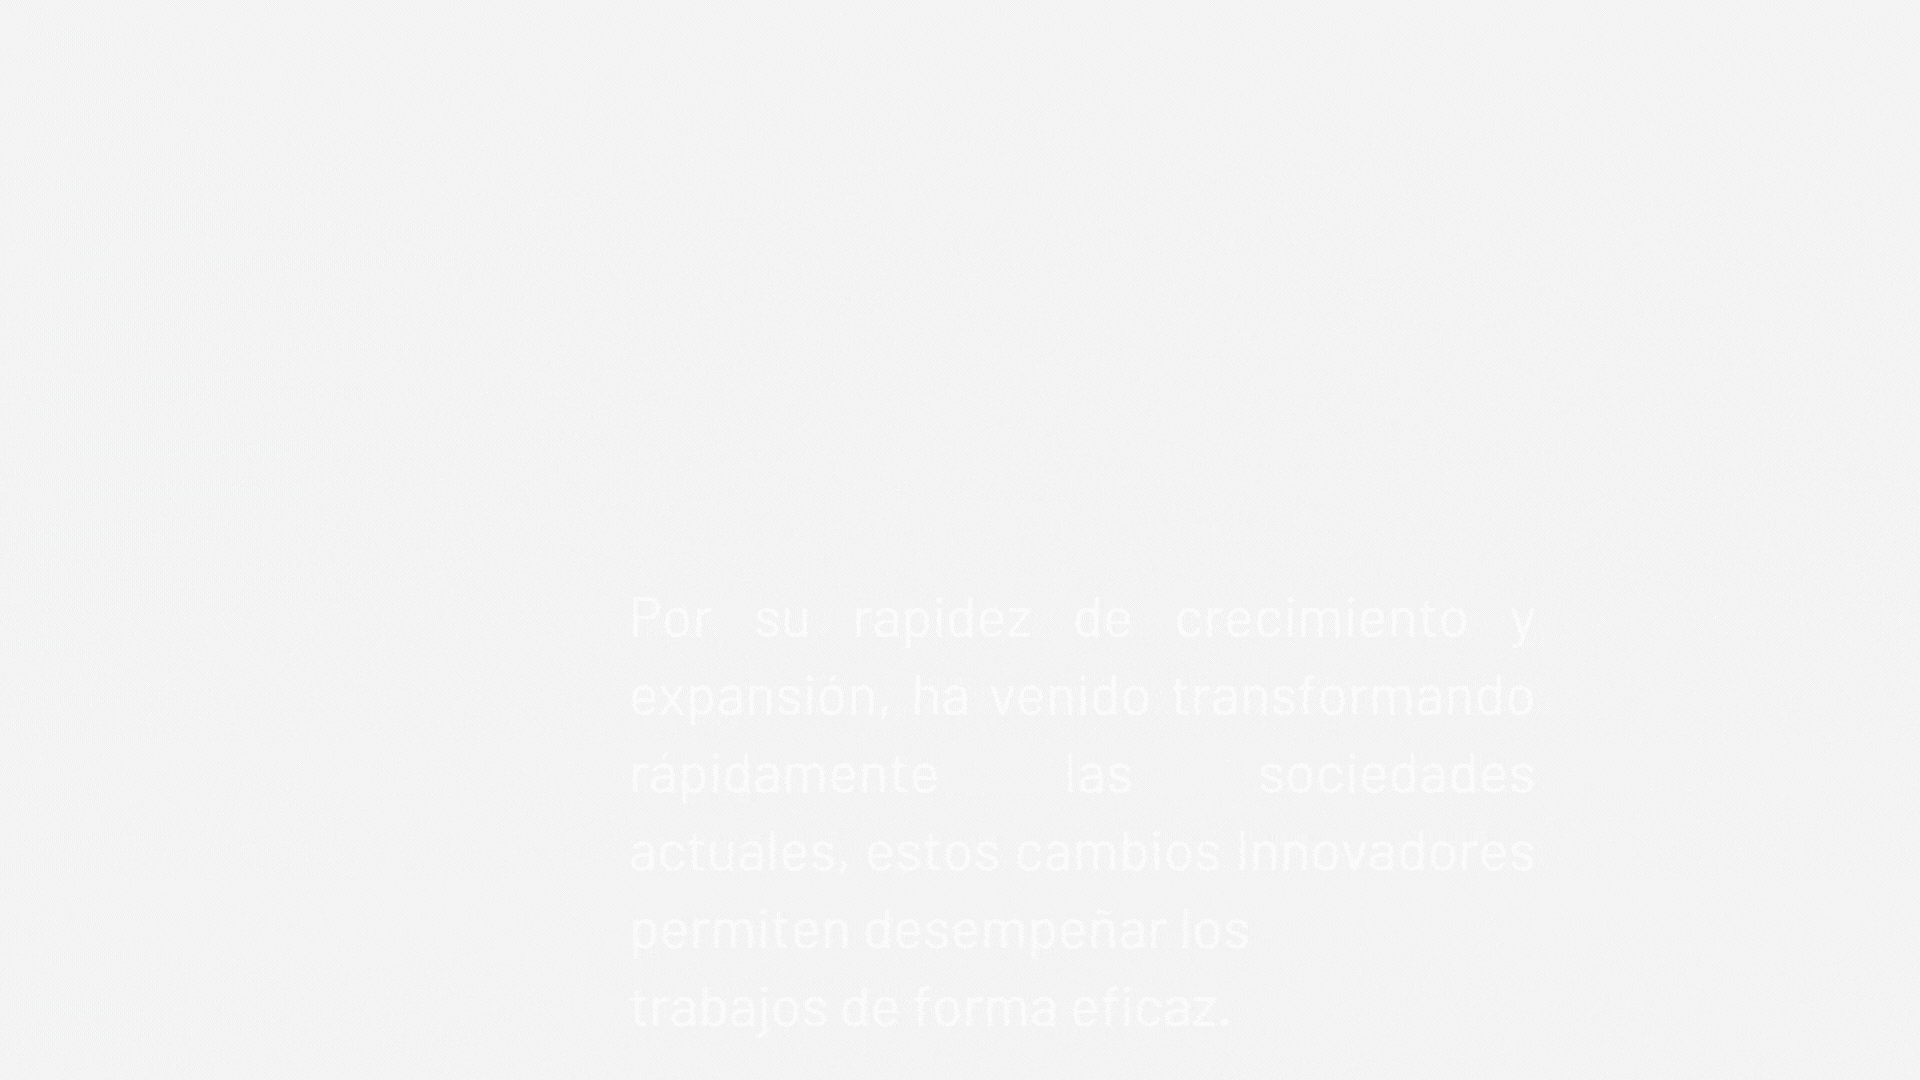 Por su rapidez de crecimiento y
expansión, ha venido transformando
rápidamente las sociedades
actuales, estos cambios Innovadores
permiten desempeñar los
trabajos de forma eficaz.